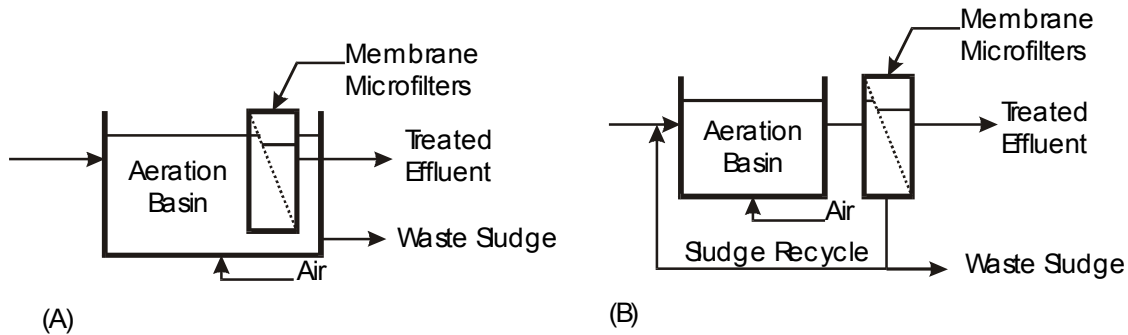 Membrane
Microfilters
Treated
Effluent
Aeration
Basin
Waste Sludge
Air
(A)
Membrane
Microfilters
Treated
Effluent
Aeration
Basin
Air
Sludge Recycle
Waste Sludge
(B)